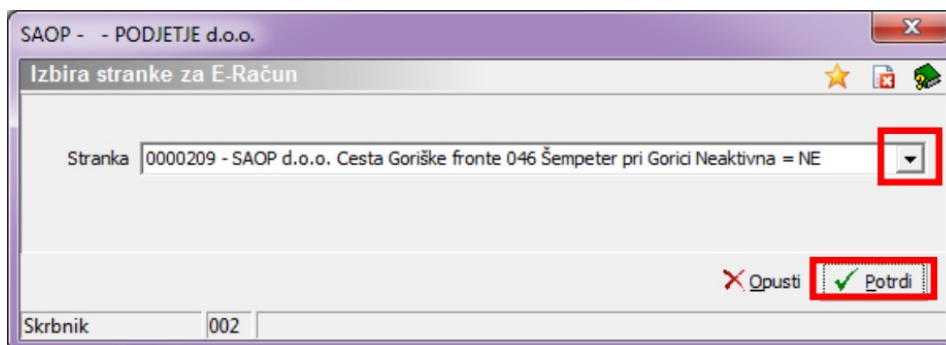 SAOP - - PODJETJE d.o.o.
Izbira stranke za E-Račun
Stranka 0000209 - SAOP d.o.o. Cesta Goriške fronte 046 Šempeter pri Gorici Neaktivna = NE
Opusti Potrdi
Skrbnik 002